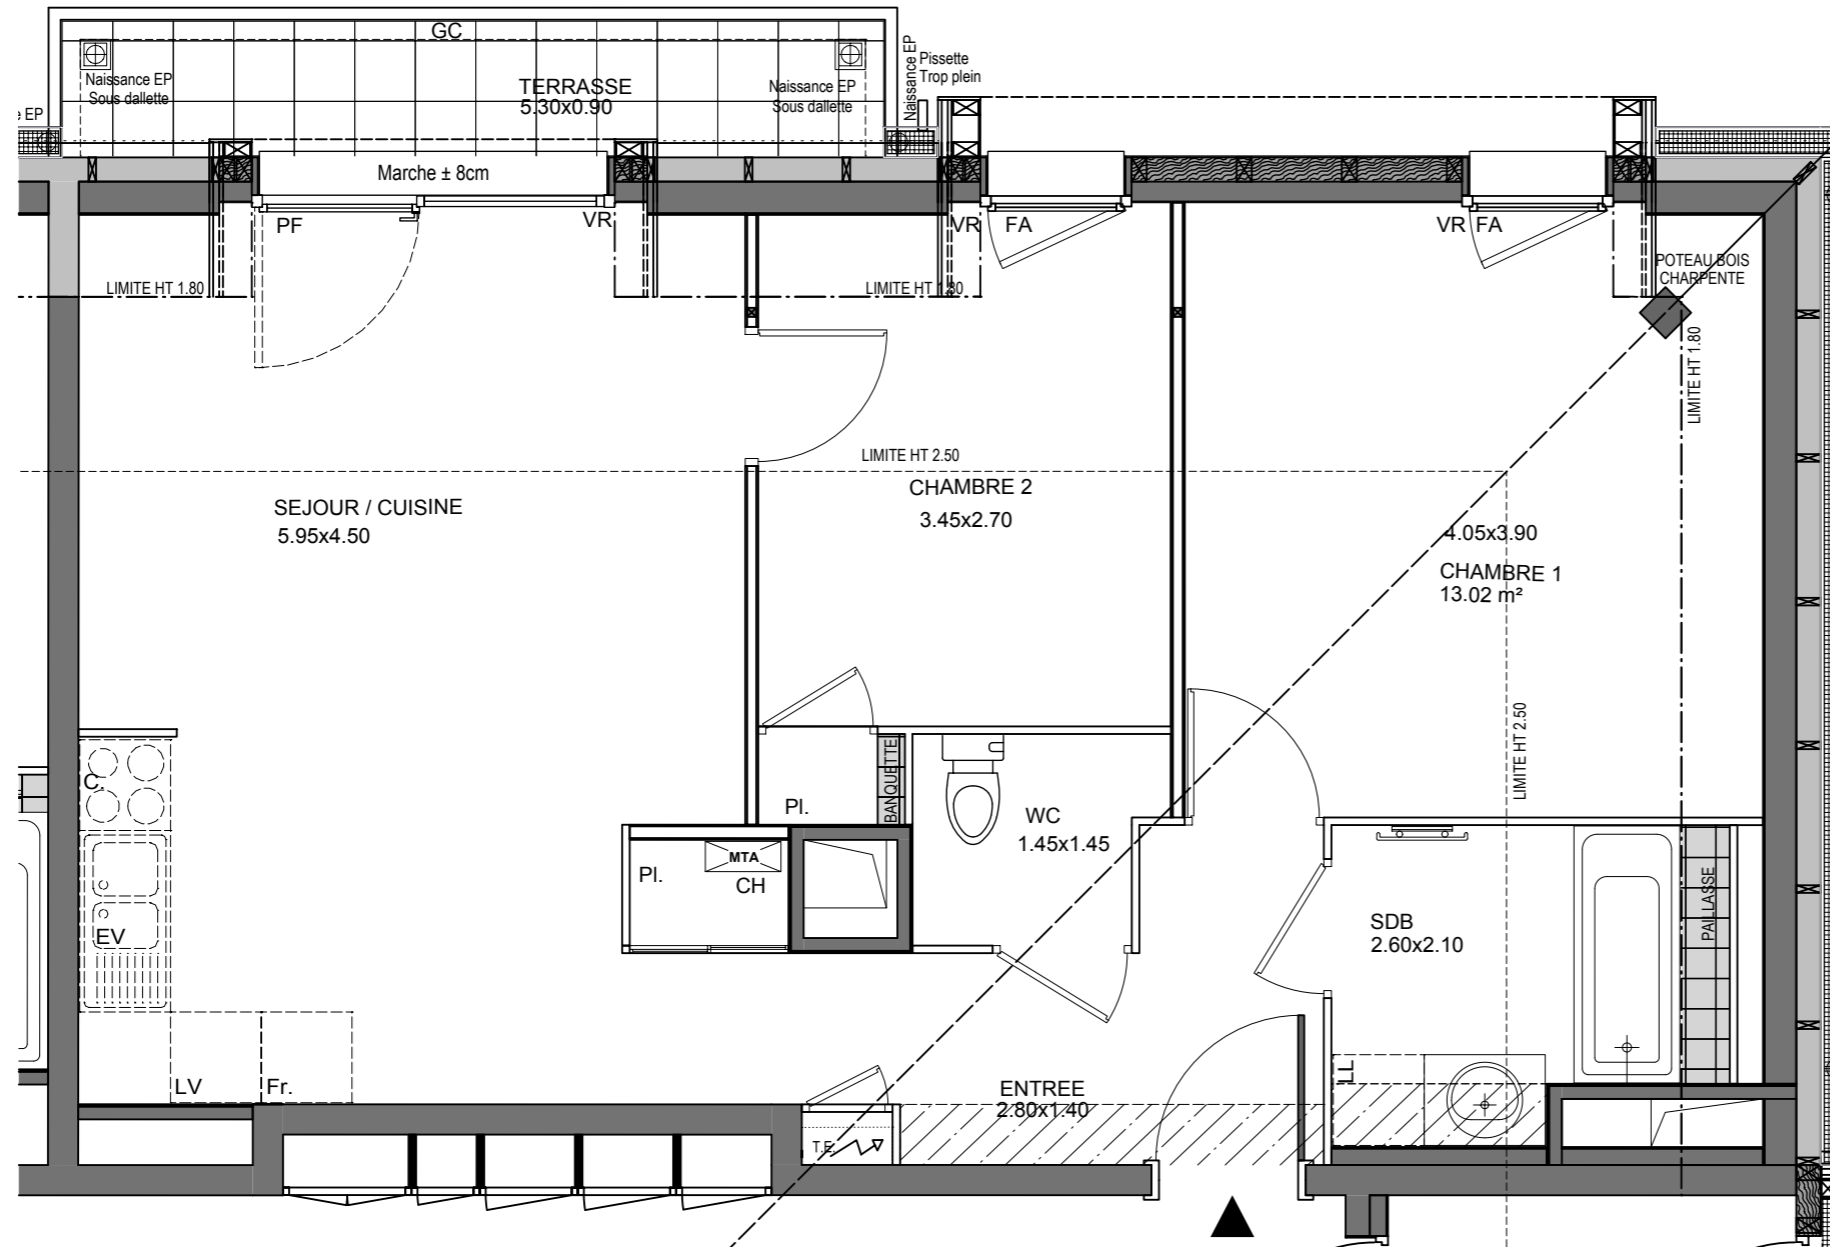 GC
Naissance EP
Sous dallette
TERRASSE
5.30x0.90
Naissance EP
Sous dallette
Naissance EP
Pissette
Trop plein
EP
Marche ± 8cm
PF
VR
VR
FA
VR
FA
LIMITE HT 1.80
LIMITE HT 1.80
POTEAU BOIS
CHARPENTE
LIMITE HT 1.80
LIMITE HT 2.50
SEJOUR / CUISINE
5.95x4.50
CHAMBRE 2
3.45x2.70
4.05x3.90
CHAMBRE 1
13.02 m²
LIMITE HT 2.50
C.
EV
LV
Fr.
Pl.
BANQUETTE
WC
1.45x1.45
Pl.
MTA
CH
SDB
2.60x2.10
PAILLASSE
LL
ENTREE
2.80x1.40
T.E.